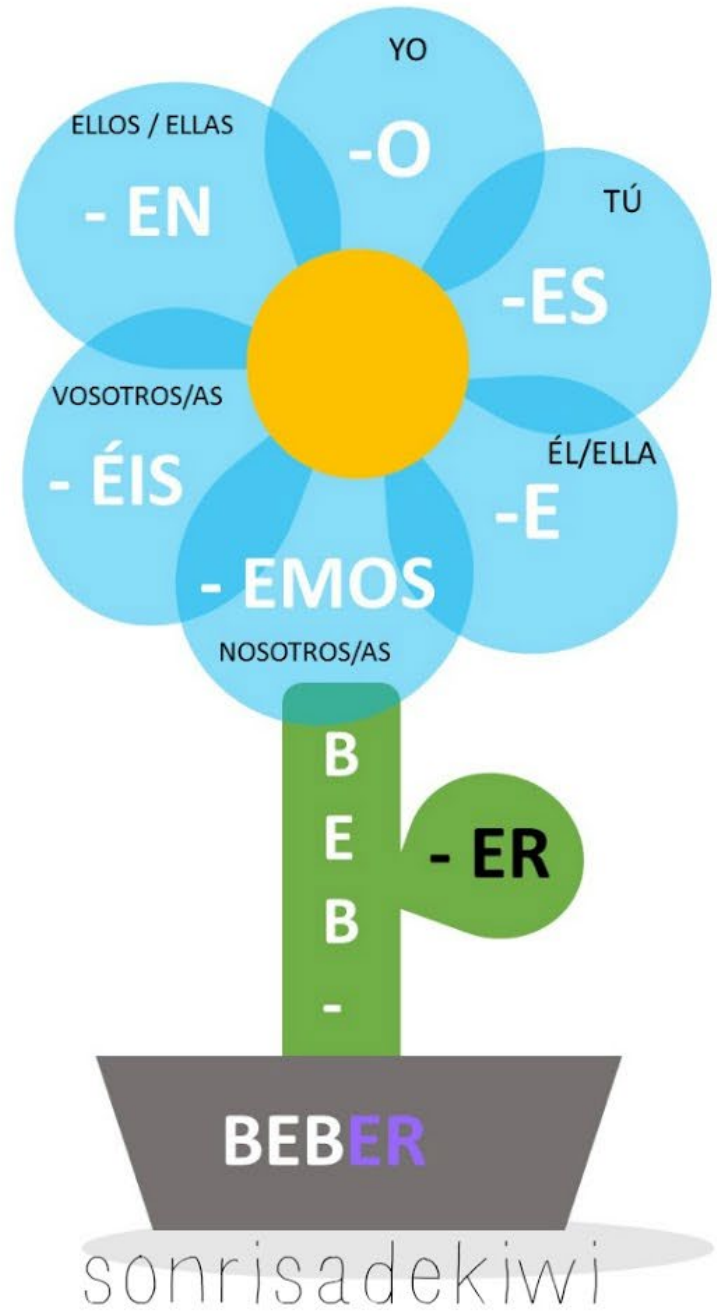 YO
-O
TÚ
-ES
ÉL/ELLA
-E
- EMOS
NOSOTROS/AS
VOSOTROS/AS
- ÉIS
ELLOS / ELLAS
- EN
B
E
B
-
- ER
BEBER
sonrisadekiwi